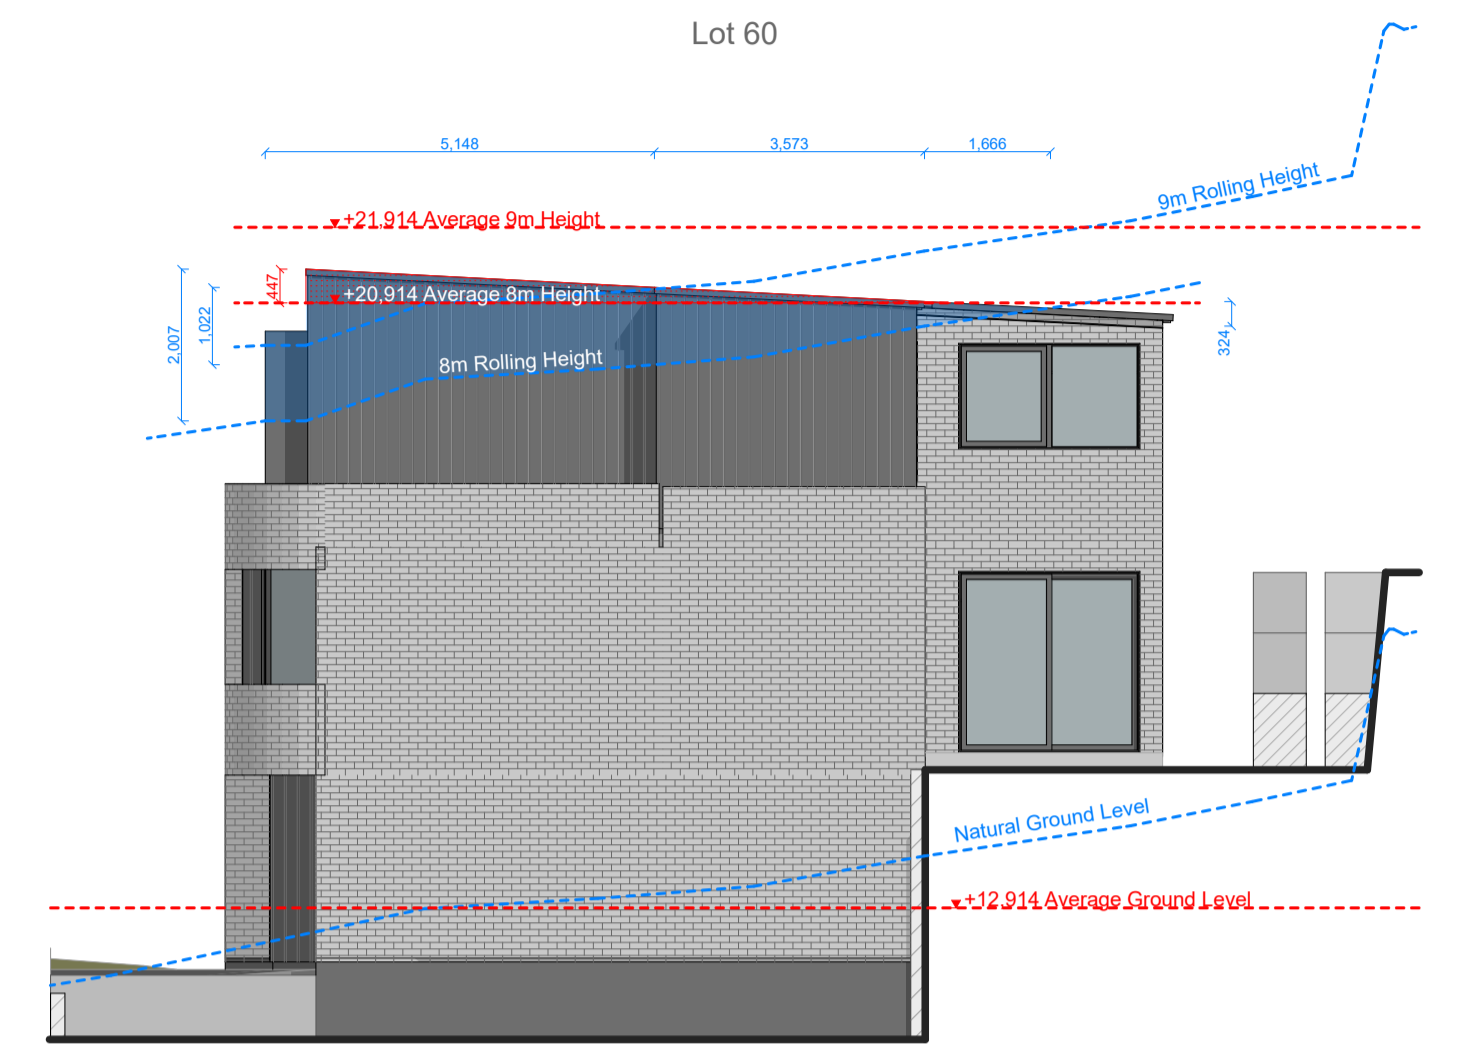 Lot 60
5,148
3,573
1,666
9m Rolling Height
+21,914 Average 9m Height
447
+20,914 Average 8m Height
1,022
2,007
324
8m Rolling Height
Natural Ground Level
+12,914 Average Ground Level